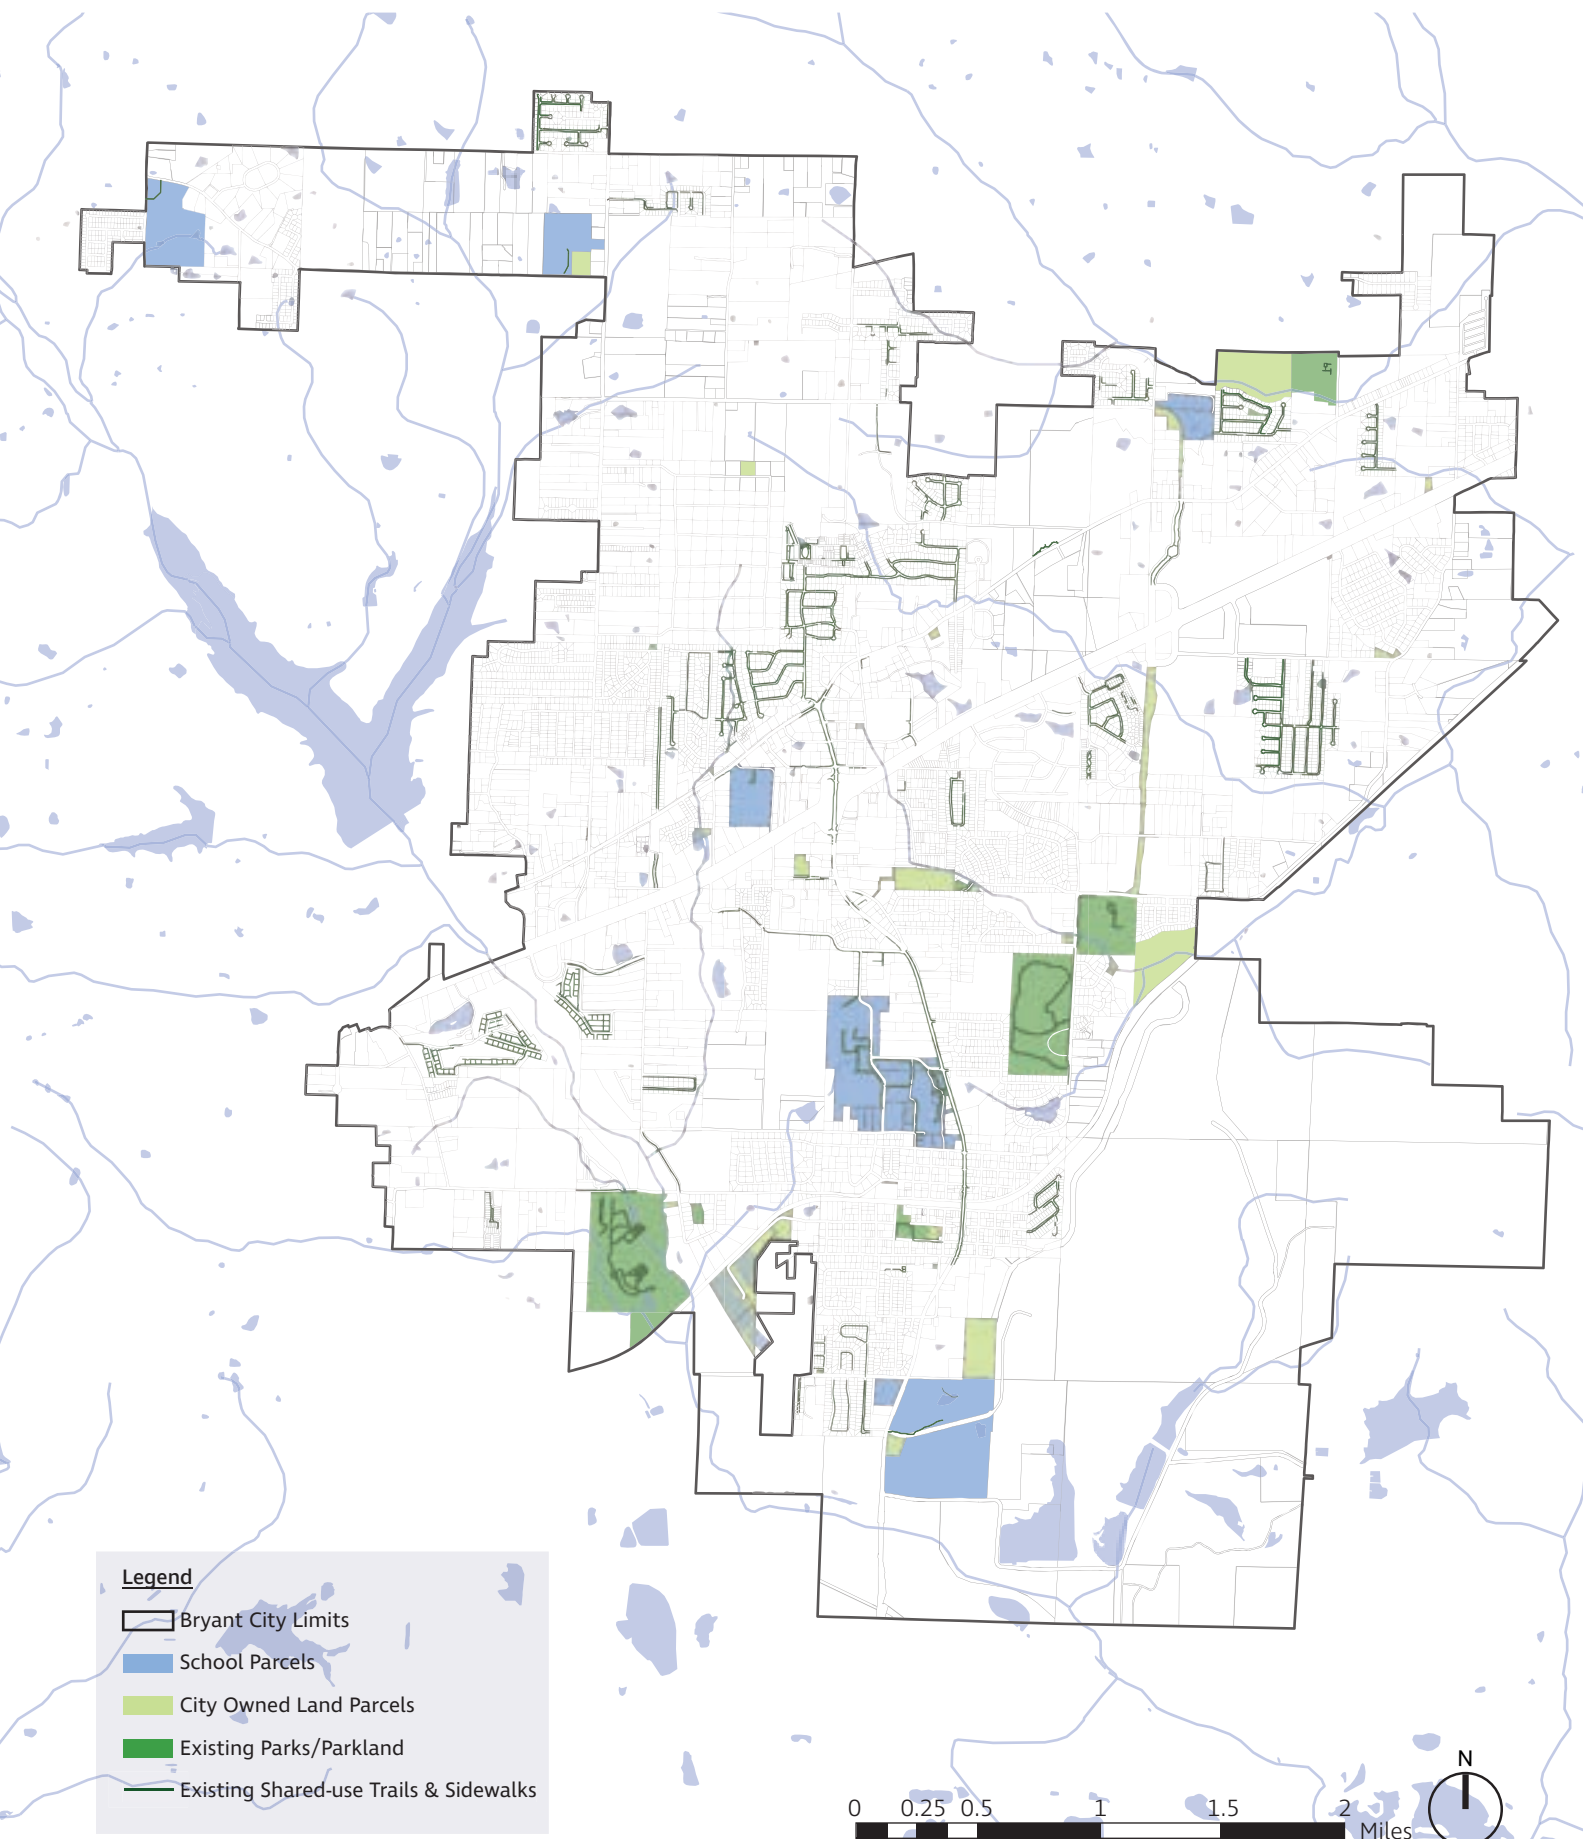 Legend
Bryant City Limits
School Parcels
City Owned Land Parcels
Existing Parks/Parkland
Existing Shared-use Trails & Sidewalks
N
0 0.25 0.5 1 1.5 2
Miles